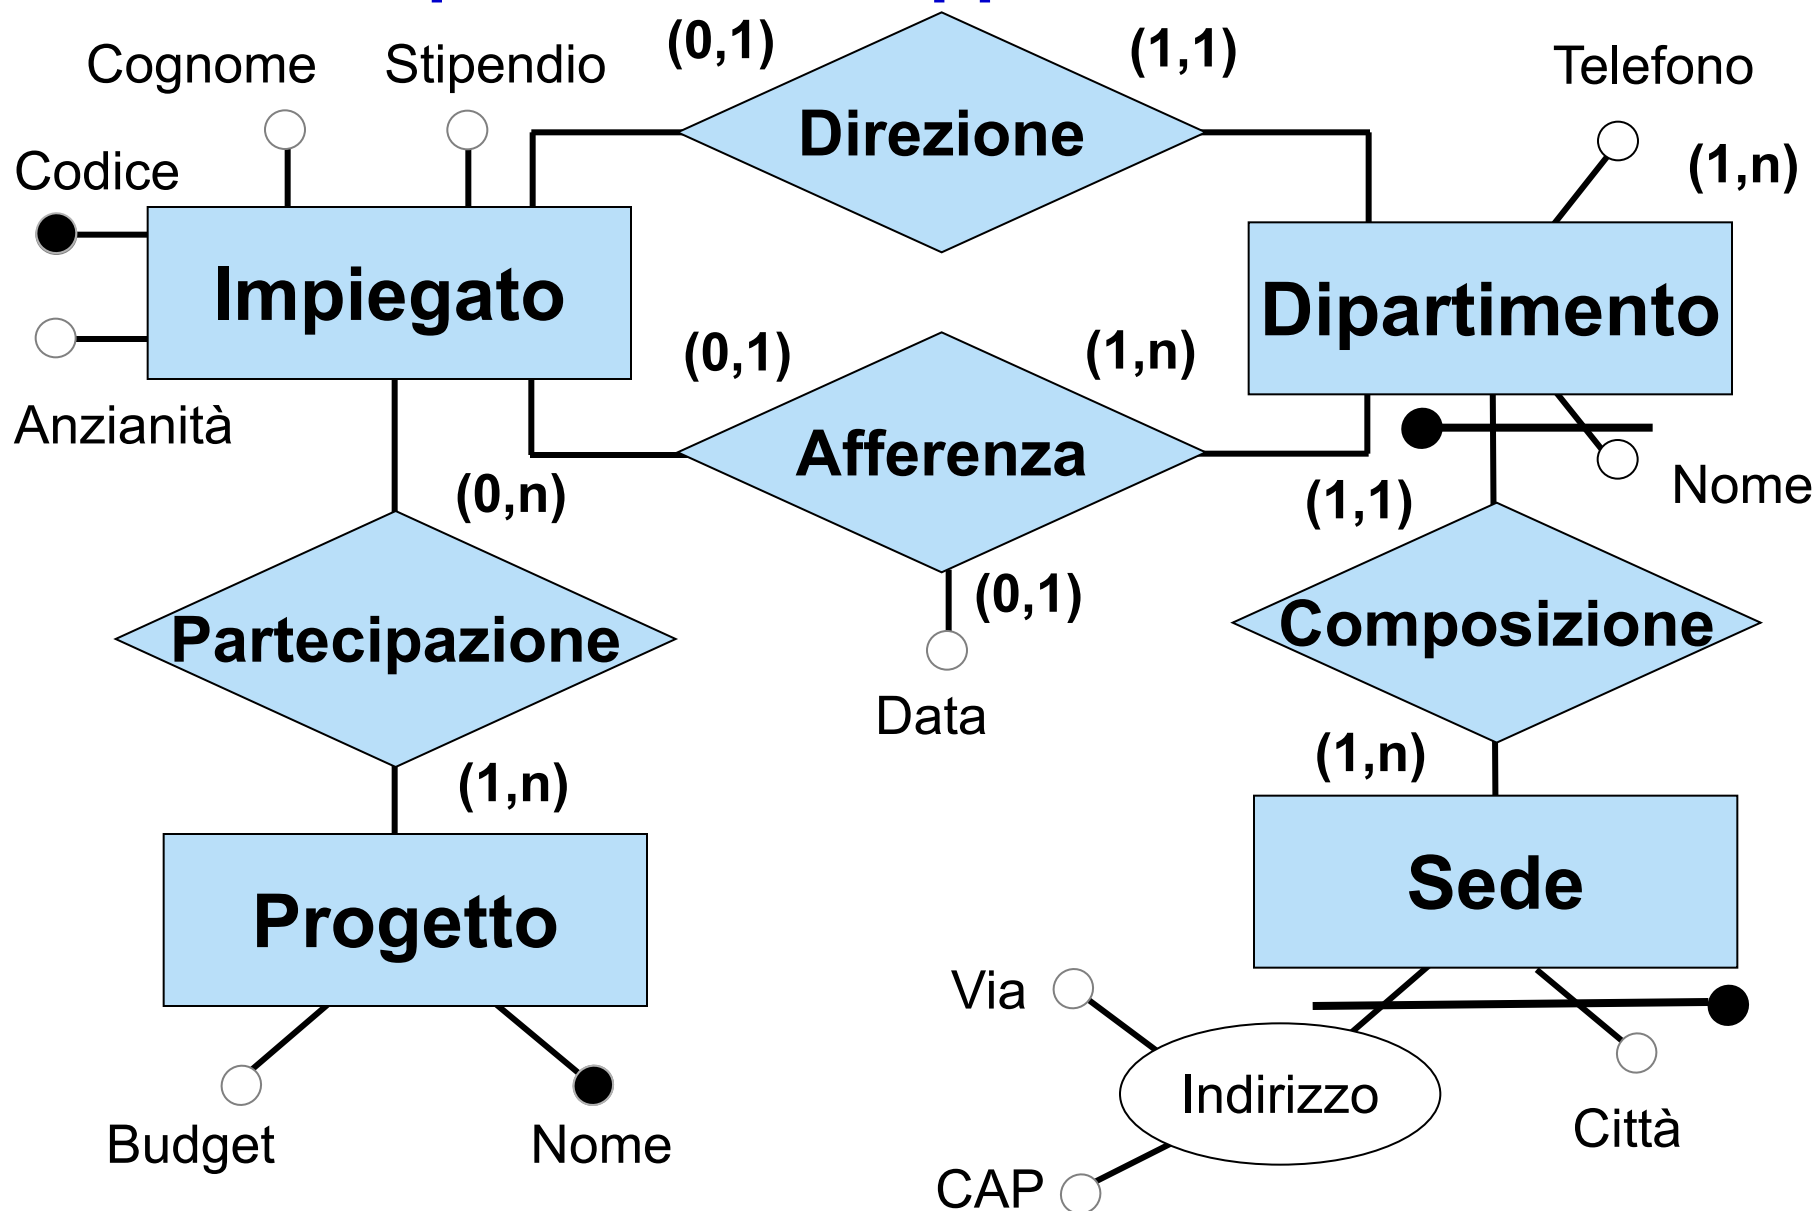 (0,1)
(1,1)
Cognome
Stipendio
Telefono
Direzione
Codice
(1,n)
Impiegato
Dipartimento
(0,1)
(1,n)
Anzianità
Afferenza
(0,n)
(1,1)
Nome
(0,1)
Partecipazione
Composizione
Data
(1,n)
(1,n)
Progetto
Sede
Via
Indirizzo
Budget
Nome
Città
CAP